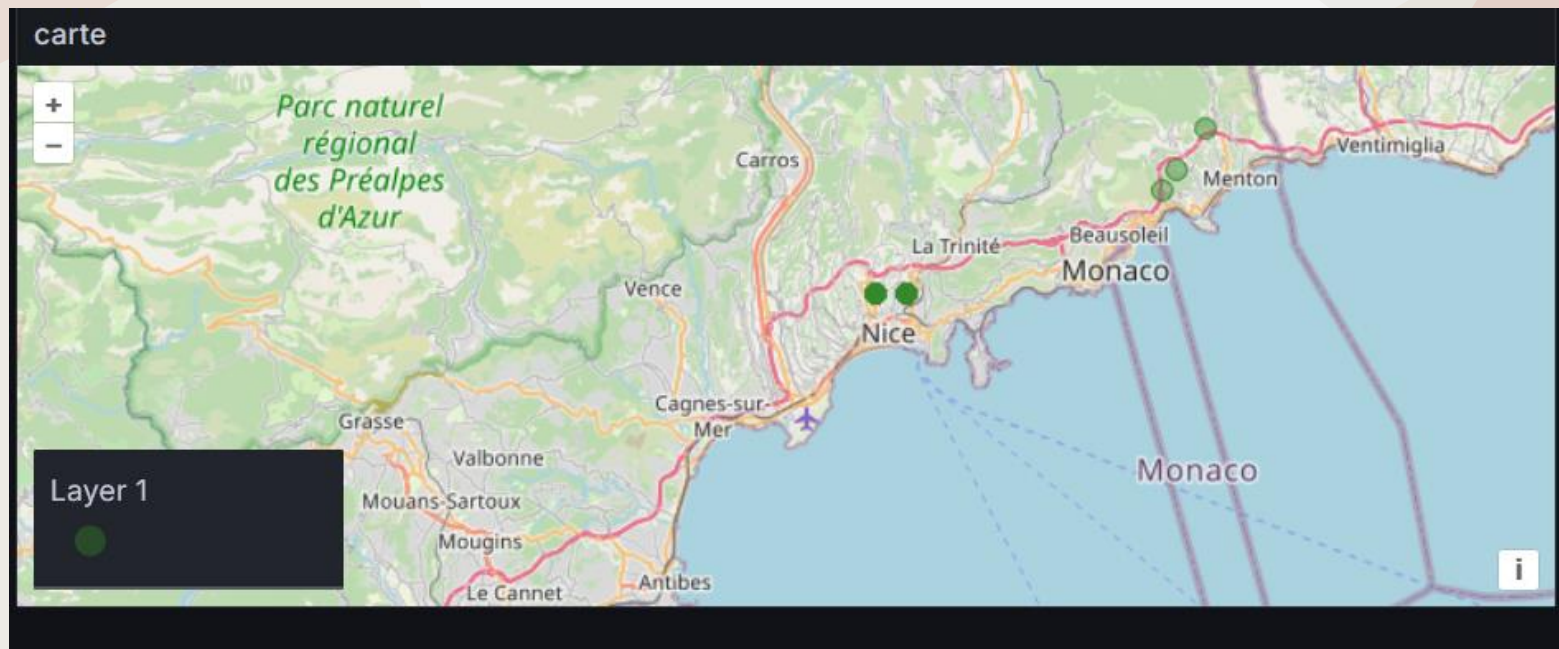 carte
+
−
Parc naturel
régional
des Préalpes
d'Azur
Carros
Ventimiglia
Menton
La Trinité
Beausoleil
Monaco
Vence
Nice
Cagnes-sur-
Mer
Grasse
Valbonne
Monaco
Layer 1
Mouans-Sartoux
Mougins
Antibes
Le Cannet
i